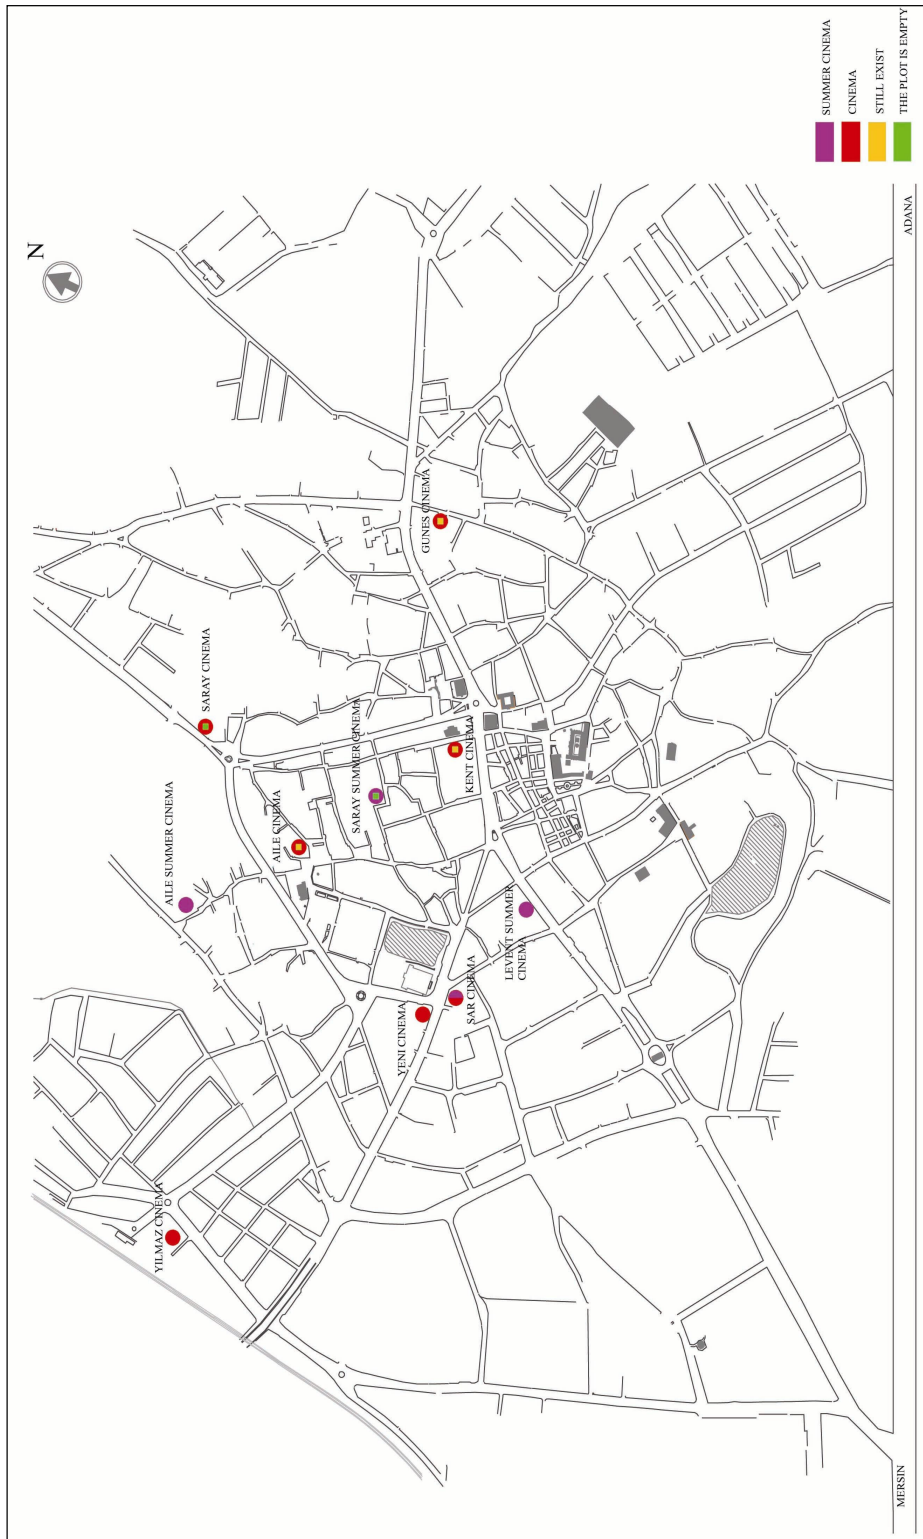 N
YILMAZ CINEMA
AILE SUMMER CINEMA
SARAY CINEMA
AILE CINEMA
SARAY SUMMER CINEMA
GUNES CINEMA
YENI CINEMA
SAR CINEMA
KENT CINEMA
LEVENT SUMMER
CINEMA
MERSIN
ADANA
SUMMER CINEMA
CINEMA
STILL EXIST
THE PLOT IS EMPTY